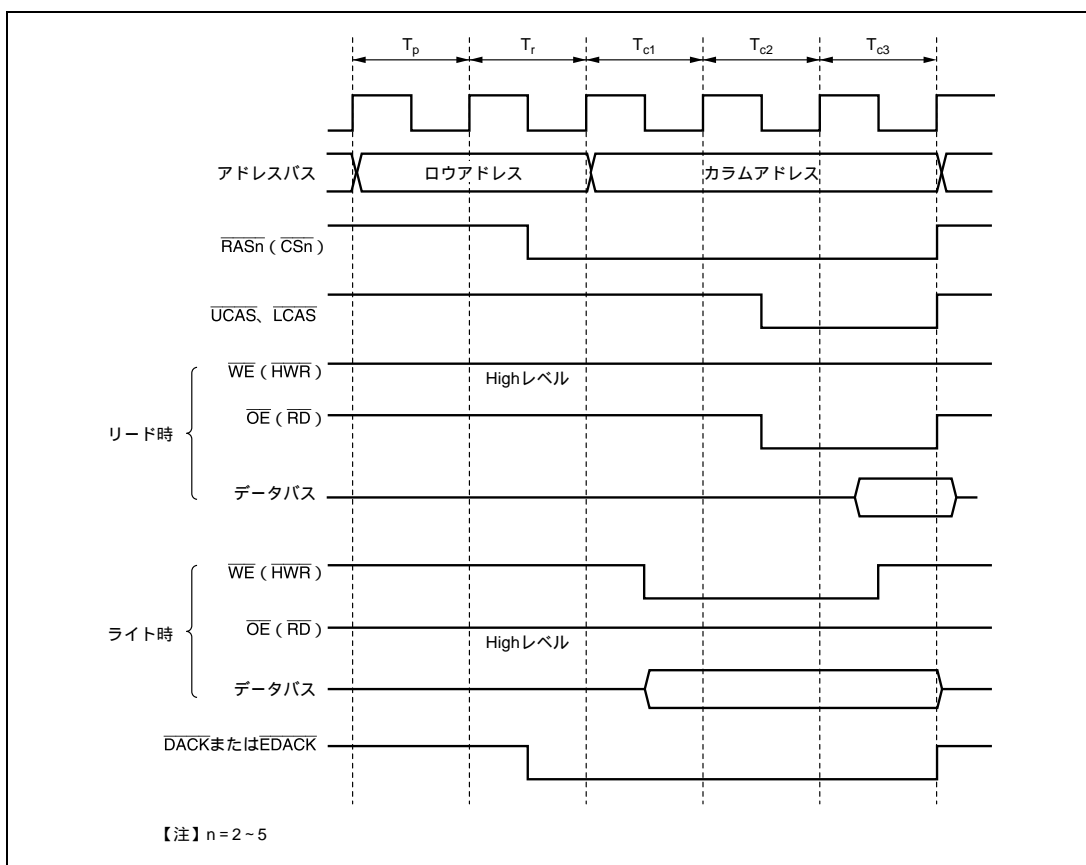 Tp Tr Tc1 Tc2 Tc3
アドレスバス ロウアドレス カラムアドレス
RASn(CSn)
UCAS、LCAS
WE(HWR) Highレベル
リード時 OE(RD)
データバス
WE(HWR)
ライト時 OE(RD) Highレベル
データバス
DACKまたはEDACK
【注】n = 2 ~ 5